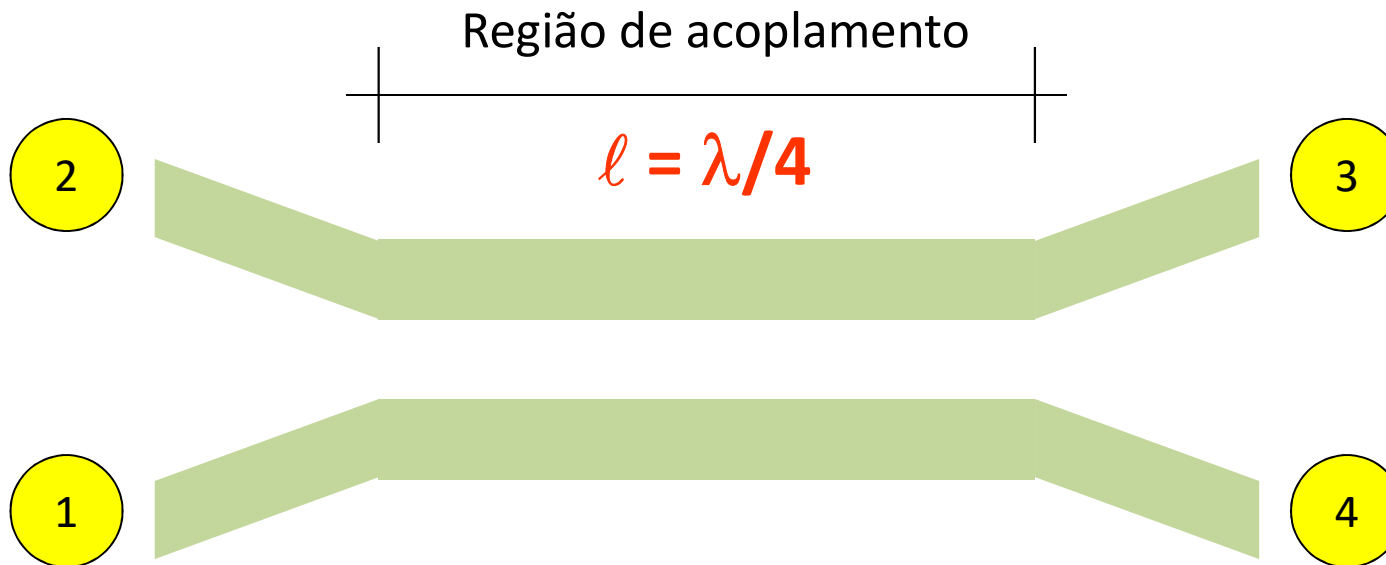 Região de acoplamento
ℓ = λ/4
2
3
1
4